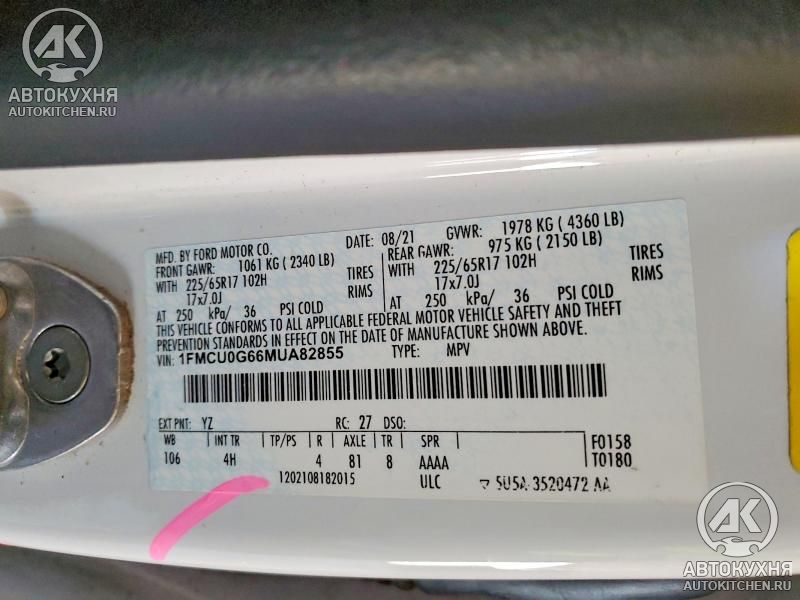 АК
АВТОКУХНЯ
AUTOKITCHEN.RU
MFD. BY FORD MOTOR CO. DATE: 08/21 GVWR: 1978 KG ( 4360 LB)
FRONT GAWR: 1061 KG ( 2340 LB) REAR GAWR: 975 KG ( 2150 LB)
WITH 225/65R17 102H TIRES WITH 225/65R17 102H TIRES
17x7.0J RIMS 17x7.0J RIMS
AT 250 kPa/ 36 PSI COLD AT 250 kPa/ 36 PSI COLD
THIS VEHICLE CONFORMS TO ALL APPLICABLE FEDERAL MOTOR VEHICLE SAFETY AND THEFT
PREVENTION STANDARDS IN EFFECT ON THE DATE OF MANUFACTURE SHOWN ABOVE.
VIN: 1FMCU0G66MUA82855 TYPE: MPV
EXT PNT: YZ RC: 27 DSO:
WB INT TR TP/PS R AXLE TR SPR F0158
106 4H 4 81 8 AAAA T0180
1202108182015 ULC 5U5A-3520472-AA
АК
АВТОКУХНЯ
AUTOKITCHEN.RU